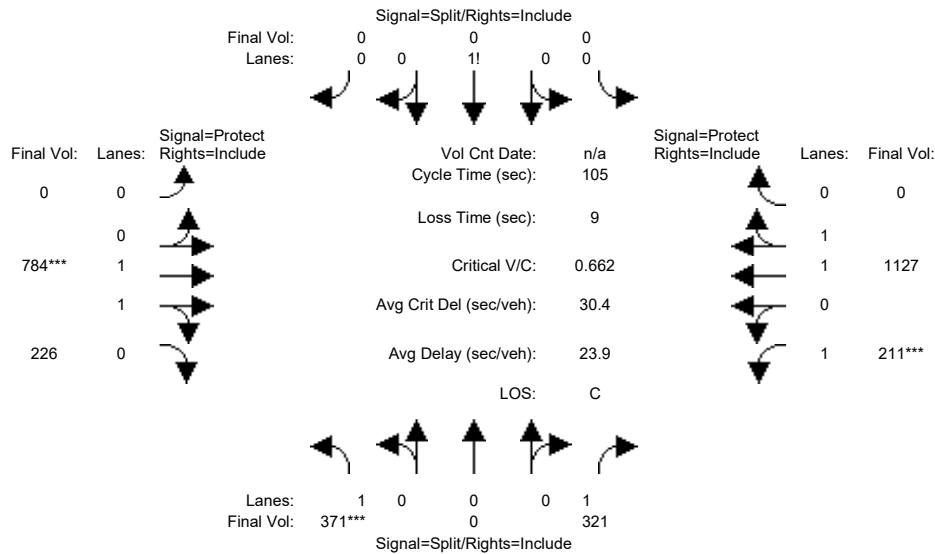 Signal=Split/Rights=Include
Final Vol: 0 0 0
Lanes: 0 0 1! 0 0
Signal=Protect
Final Vol: Lanes: Rights=Include
Vol Cnt Date: n/a
Signal=Protect
Rights=Include Lanes: Final Vol:
Cycle Time (sec): 105
0 0
0 0
Loss Time (sec): 9
0
1
784*** 1
Critical V/C: 0.662
1 1127
1
Avg Crit Del (sec/veh): 30.4
0
226 0
Avg Delay (sec/veh): 23.9
1 211***
LOS: C
Lanes: 1 0 0 0 1
Final Vol: 371*** 0 321
Signal=Split/Rights=Include